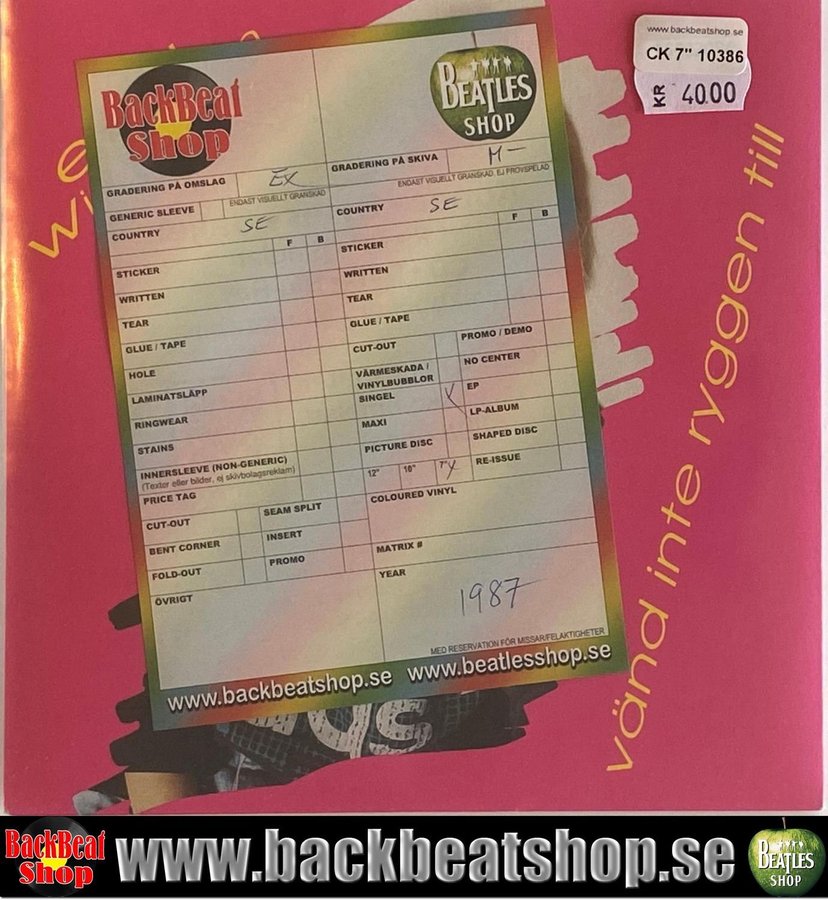 www.backbeatshop.se
CK 7" 10386
KR 40.00
BackBeat
Shop
BEATLES
SHOP
GRADERING PÅ OMSLAG EX
ENDAST VISUELLT GRANSKAD
GENERIC SLEEVE
COUNTRY SE
F B
STICKER
WRITTEN
TEAR
GLUE / TAPE
HOLE
LAMINATSLÄPP
RINGWEAR
STAINS
INNERSLEEVE (NON-GENERIC)
(Texter eller bilder, ej skivbolagsreklam)
PRICE TAG
CUT-OUT
SEAM SPLIT
BENT CORNER
INSERT
FOLD-OUT
PROMO
ÖVRIGT
GRADERING PÅ SKIVA M-
ENDAST VISUELLT GRANSKAD, EJ PROVSPELAD
COUNTRY SE
F B
STICKER
WRITTEN
TEAR
GLUE / TAPE
CUT-OUT
PROMO / DEMO
VÄRMESKADA /
VINYLBUBBLOR
NO CENTER
SINGEL X
EP
MAXI
LP-ALBUM
PICTURE DISC
SHAPED DISC
12" 10" 7"
RE-ISSUE
COLOURED VINYL
MATRIX #
YEAR
1987
MED RESERVATION FÖR MISSAR/FELAKTIGHETER
www.backbeatshop.se www.beatlesshop.se
vänd inte ryggen till
BackBeat
Shop
www.backbeatshop.se
BEATLES
SHOP